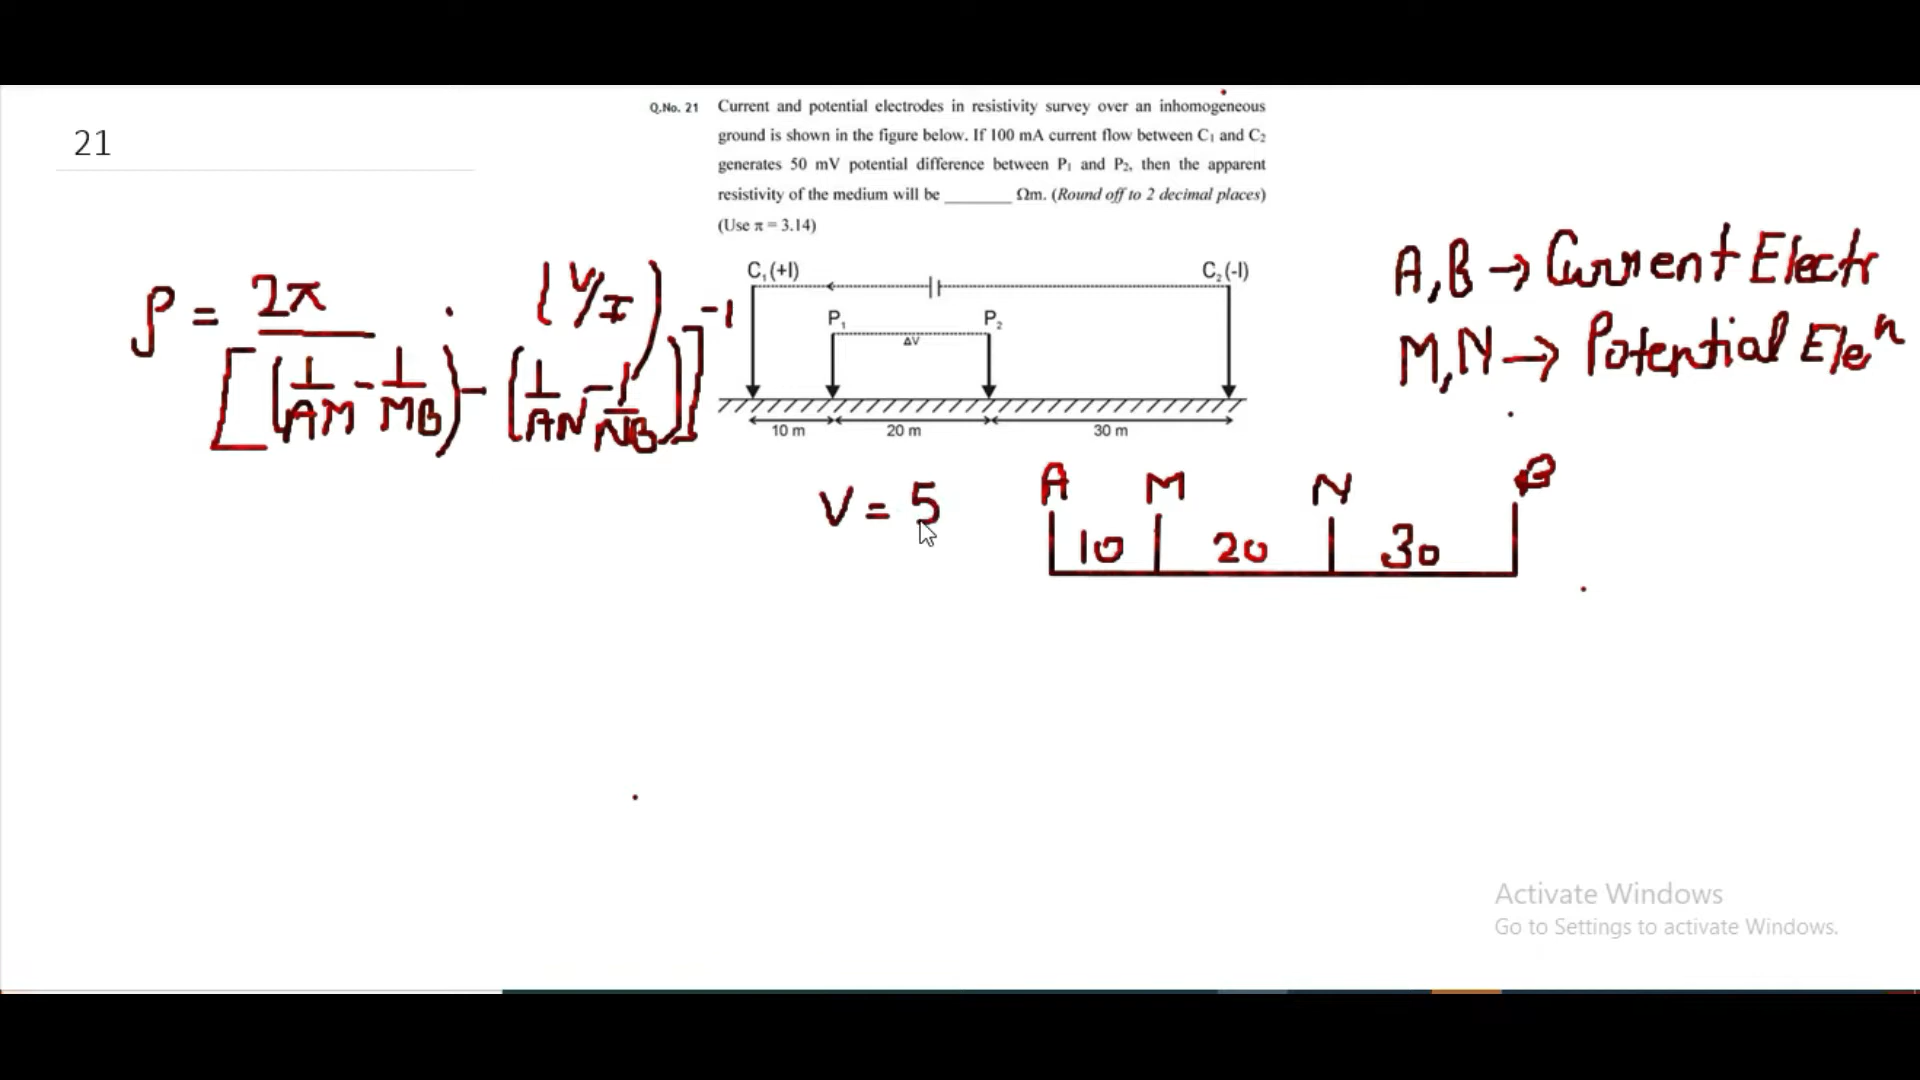 21
Q.No. 21 Current and potential electrodes in resistivity survey over an inhomogeneous
ground is shown in the figure below. If 100 mA current flow between C₁ and C₂
generates 50 mV potential difference between P₁ and P₂, then the apparent
resistivity of the medium will be ________ Ωm. (Round off to 2 decimal places)
(Use π = 3.14)
C₁(+I) C₂(-I)
P₁ P₂
ΔV
10 m 20 m 30 m
ρ = 2π . (V/I)
[(1/AM - 1/MB) - (1/AN - 1/NB)]⁻¹
A,B → Current Electr
M,N → Potential Eleⁿ
V = 5
A M N B
10 20 30
Activate Windows
Go to Settings to activate Windows.